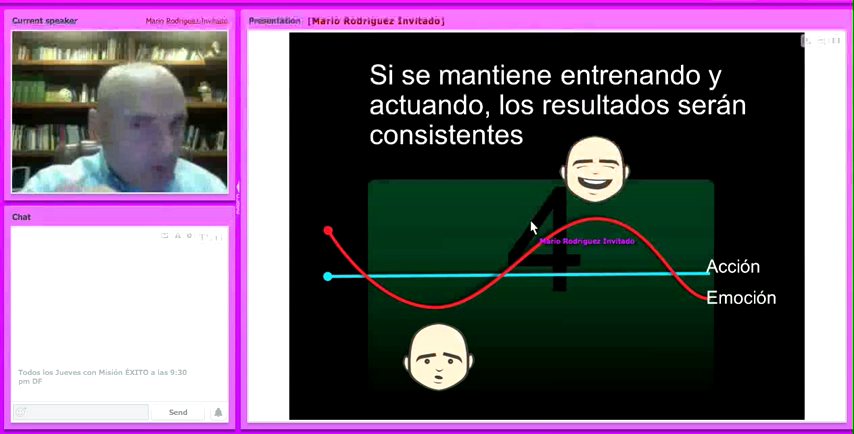 Current speaker
Mario Rodriguez Invitado
Presentation [Mario Rodriguez Invitado]
Si se mantiene entrenando y
actuando, los resultados serán
consistentes
4
Mario Rodriguez Invitado
Acción
Emoción
Chat
Todos los Jueves con Misión ÉXITO a las 9:30
pm DF
Send